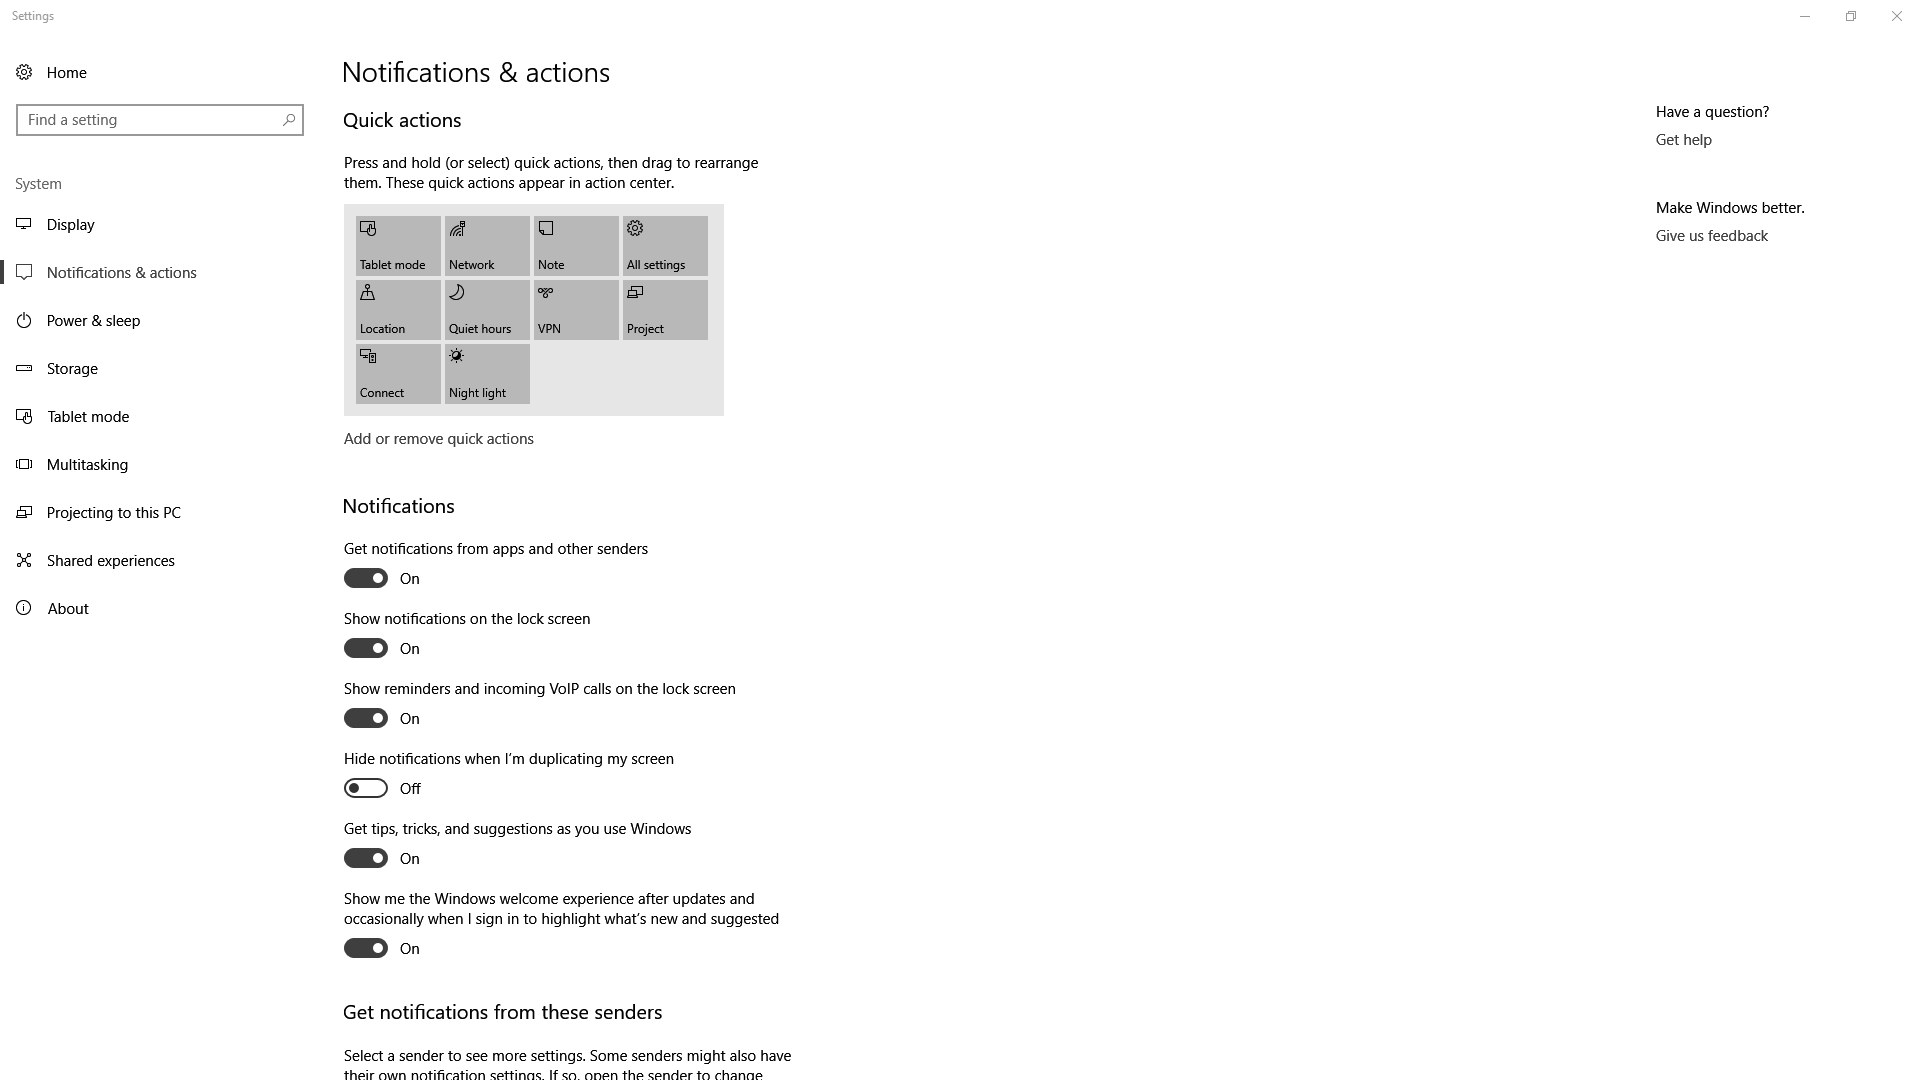 Settings
Home
Find a setting
System
Display
Notifications & actions
Power & sleep
Storage
Tablet mode
Multitasking
Projecting to this PC
Shared experiences
About
Notifications & actions
Quick actions
Press and hold (or select) quick actions, then drag to rearrange
them. These quick actions appear in action center.
Tablet mode
Network
Note
All settings
Location
Quiet hours
VPN
Project
Connect
Night light
Add or remove quick actions
Notifications
Get notifications from apps and other senders
On
Show notifications on the lock screen
On
Show reminders and incoming VoIP calls on the lock screen
On
Hide notifications when I'm duplicating my screen
Off
Get tips, tricks, and suggestions as you use Windows
On
Show me the Windows welcome experience after updates and
occasionally when I sign in to highlight what's new and suggested
On
Get notifications from these senders
Select a sender to see more settings. Some senders might also have
their own notification settings. If so, open the sender to change
Have a question?
Get help
Make Windows better.
Give us feedback